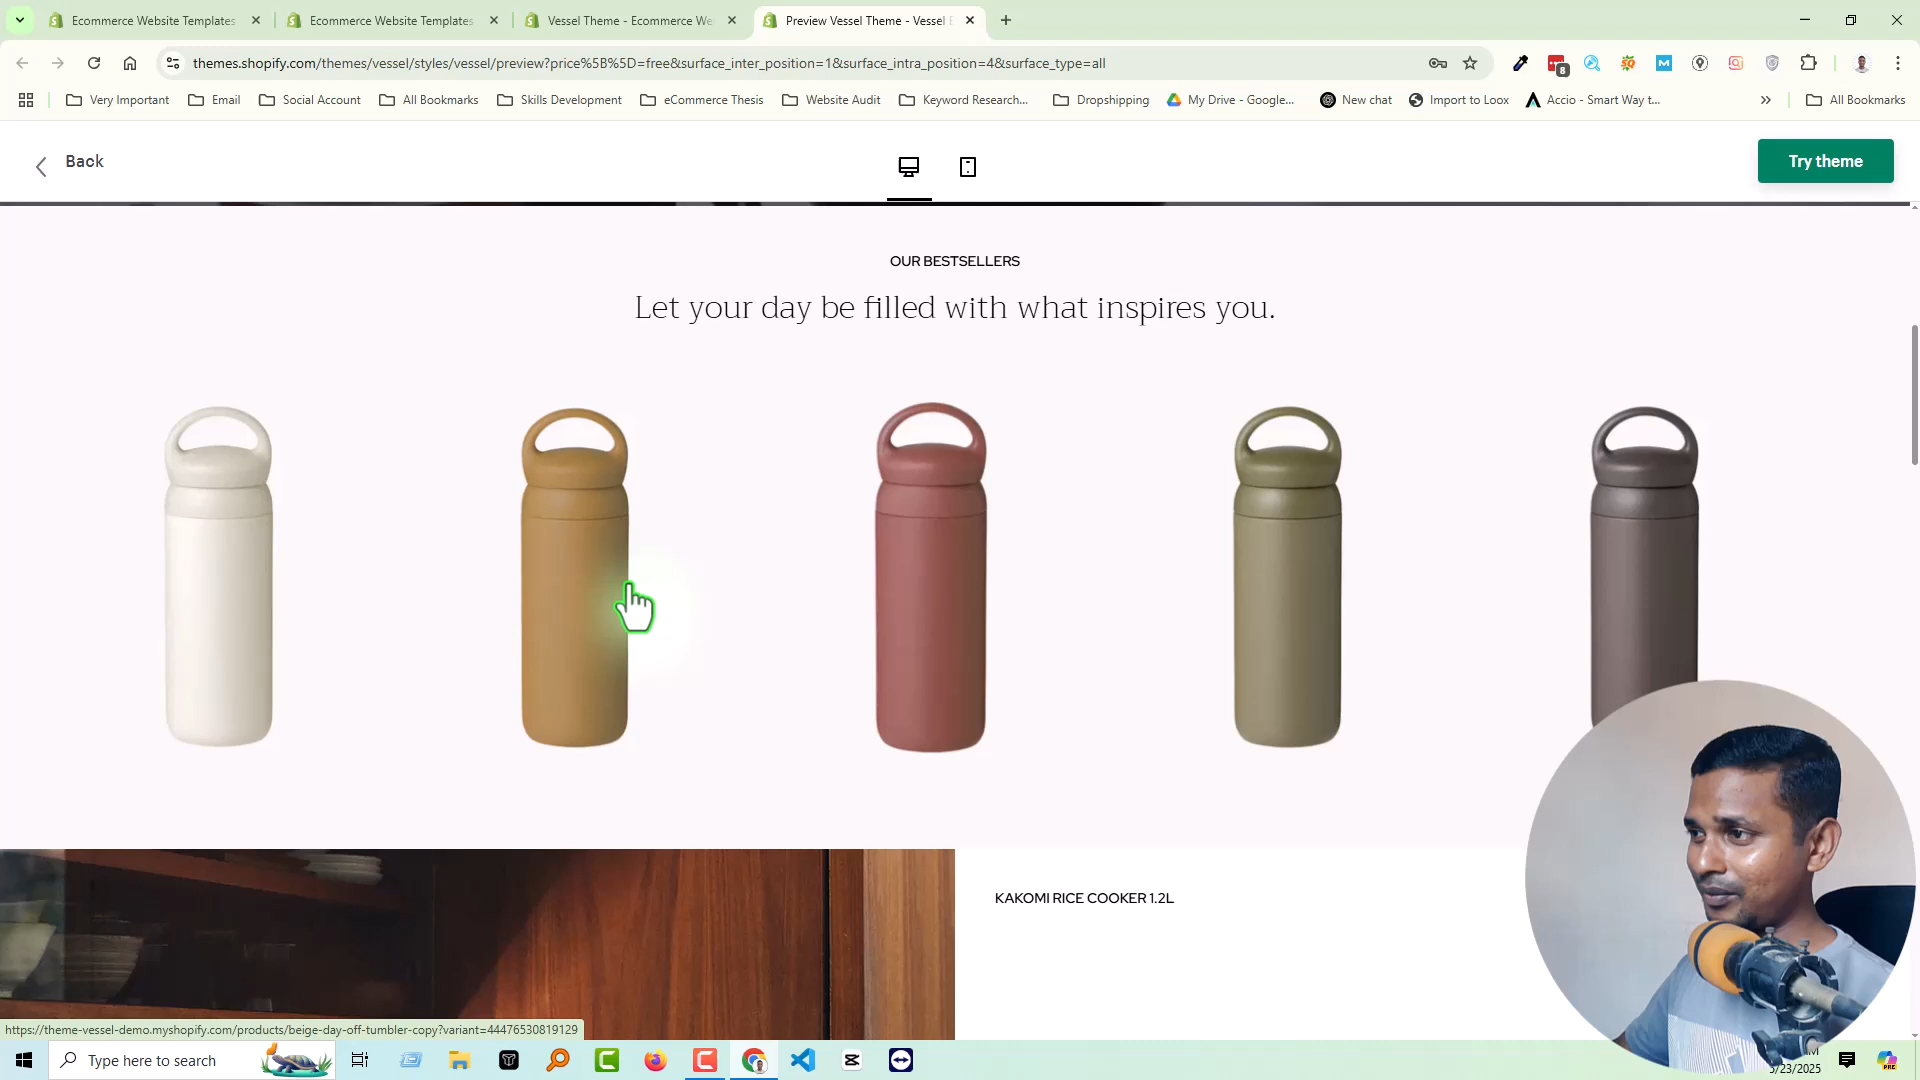 Ecommerce Website Templates
Ecommerce Website Templates
Vessel Theme - Ecommerce We
Preview Vessel Theme - Vessel E
themes.shopify.com/themes/vessel/styles/vessel/preview?price%5B%5D=free&surface_inter_position=1&surface_intra_position=4&surface_type=all
8
Very Important
Email
Social Account
All Bookmarks
Skills Development
eCommerce Thesis
Website Audit
Keyword Research...
Dropshipping
My Drive - Google...
New chat
Import to Loox
Accio - Smart Way t...
All Bookmarks
Back
Try theme
OUR BESTSELLERS
Let your day be filled with what inspires you.
KAKOMI RICE COOKER 1.2L
https://theme-vessel-demo.myshopify.com/products/beige-day-off-tumbler-copy?variant=44476530819129
Type here to search